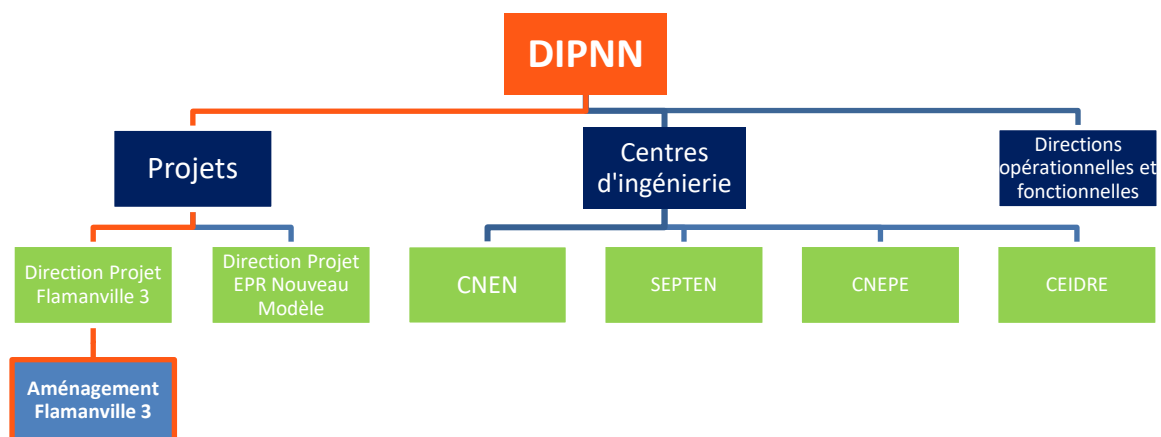 DIPNN
Projets
Centres
d'ingénierie
Directions
opérationnelles et
fonctionnelles
Direction Projet
Flamanville 3
Direction Projet
EPR Nouveau
Modèle
CNEN
SEPTEN
CNEPE
CEIDRE
Aménagement
Flamanville 3